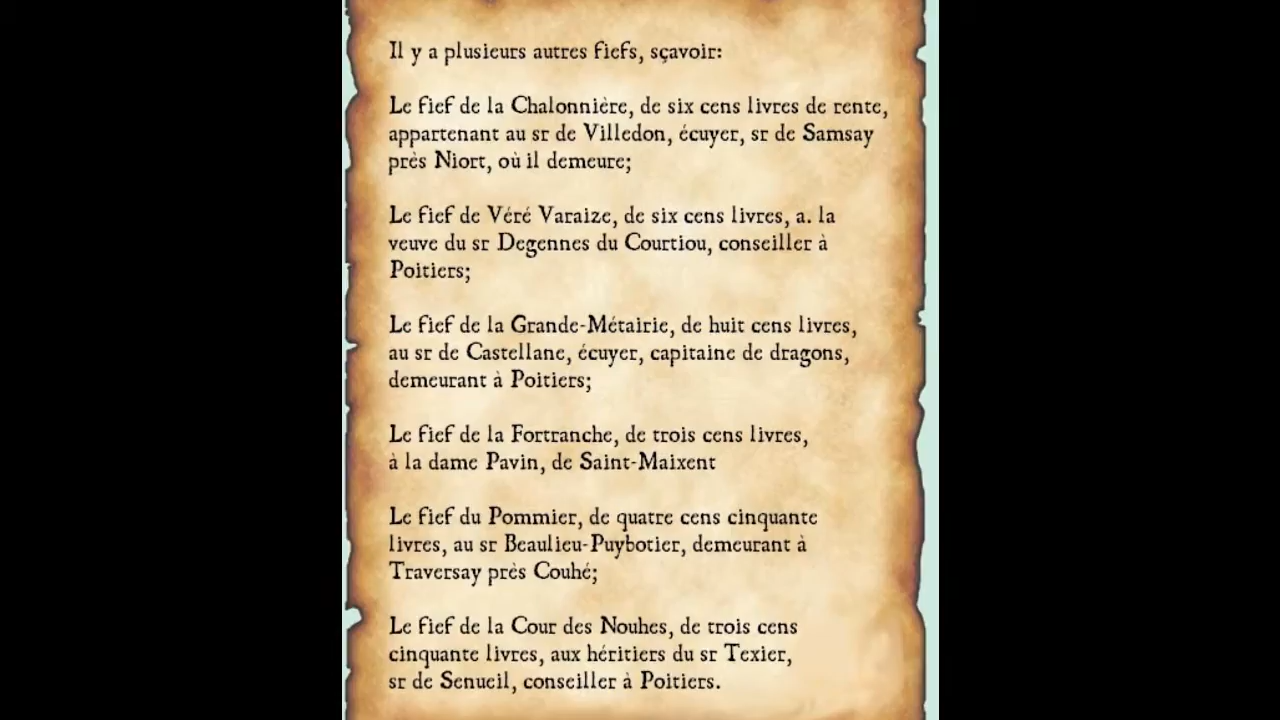 Il y a plusieurs autres fiefs, sçavoir:
Le fief de la Chalonnière, de six cens livres de rente,
appartenant au sr de Villedon, écuyer, sr de Samsay
près Niort, où il demeure;
Le fief de Véré Varaize, de six cens livres, a. la
veuve du sr Degennes du Courtiou, conseiller à
Poitiers;
Le fief de la Grande-Métairie, de huit cens livres,
au sr de Castellane, écuyer, capitaine de dragons,
demeurant à Poitiers;
Le fief de la Fortranche, de trois cens livres,
à la dame Pavin, de Saint-Maixent
Le fief du Pommier, de quatre cens cinquante
livres, au sr Beaulieu-Puybotier, demeurant à
Traversay près Couhé;
Le fief de la Cour des Nouhes, de trois cens
cinquante livres, aux héritiers du sr Texier,
sr de Senueil, conseiller à Poitiers.